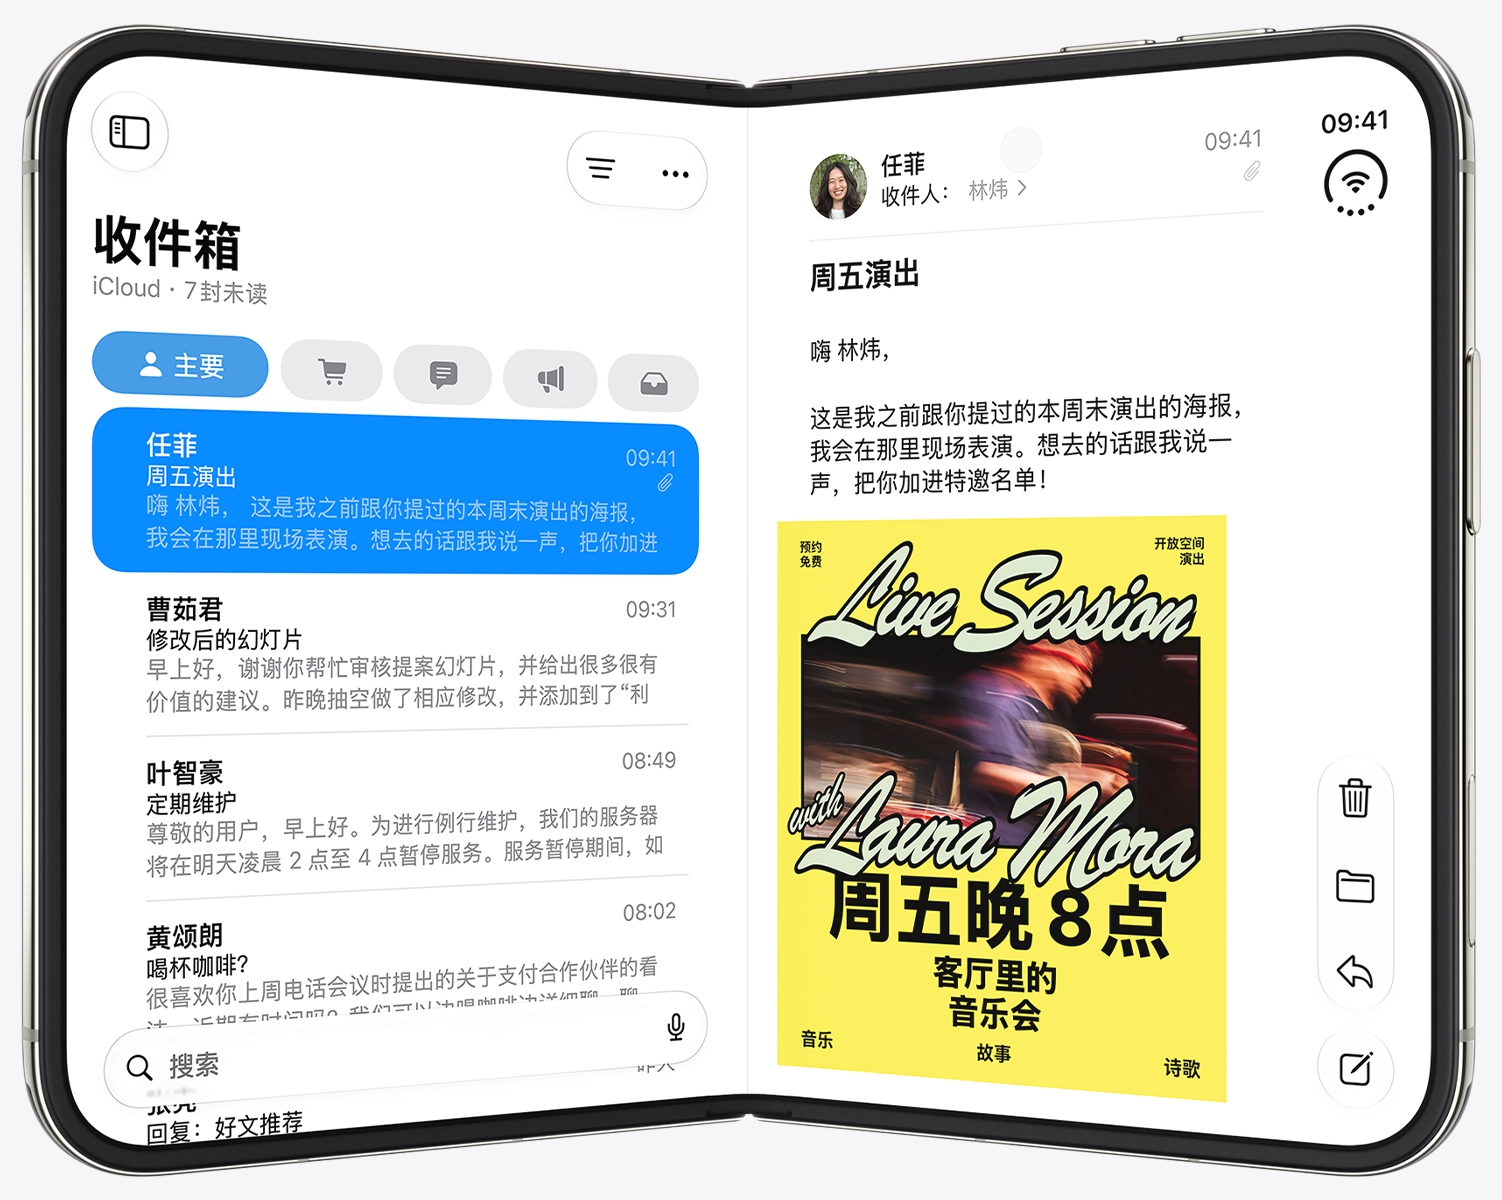 收件箱
iCloud · 7封未读
主要
任菲
09:41
周五演出
嗨 林炜， 这是我之前跟你提过的本周末演出的海报，
我会在那里现场表演。想去的话跟我说一声，把你加进
曹茹君
09:31
修改后的幻灯片
早上好，谢谢你帮忙审核提案幻灯片，并给出很多很有
价值的建议。昨晚抽空做了相应修改，并添加到了“利
叶智豪
08:49
定期维护
尊敬的用户，早上好。为进行例行维护，我们的服务器
将在明天凌晨 2 点至 4 点暂停服务。服务暂停期间，如
黄颂朗
08:02
喝杯咖啡？
很喜欢你上周电话会议时提出的关于支付合作伙伴的看
搜索
回复：好文推荐
09:41
任菲
09:41
收件人： 林炜
周五演出
嗨 林炜，
这是我之前跟你提过的本周末演出的海报，
我会在那里现场表演。想去的话跟我说一
声，把你加进特邀名单！
预约
免费
开放空间
演出
Live Session
with
Laura Mora
周五晚8点
客厅里的
音乐会
音乐
故事
诗歌